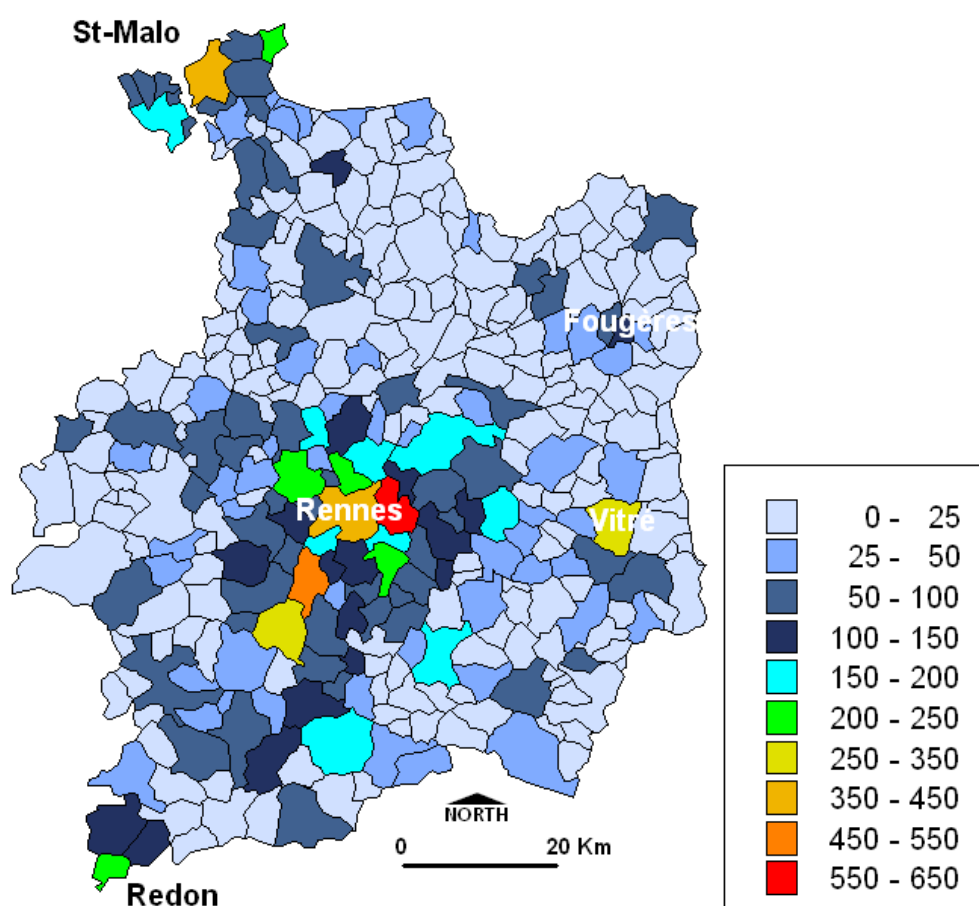 St-Malo
Fougères
Rennes
Vitré
0 - 25
25 - 50
50 - 100
100 - 150
150 - 200
200 - 250
250 - 350
350 - 450
450 - 550
550 - 650
NORTH
0 20 Km
Redon